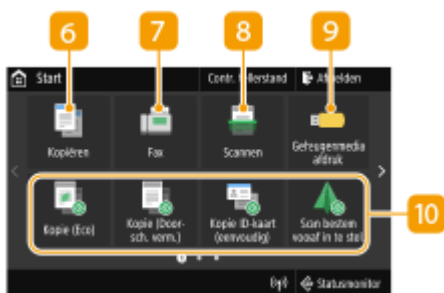 6 7 8 9
Start Contr. tellerstand Afmelden
Kopiëren Fax Scannen Geheugenmedia
afdruk
Kopie (Eco) Kopie (Door- Kopie ID-kaart Scan bestem
sch. verm.) (eenvoudig) vooraf in te stel
10
Statusmonitor